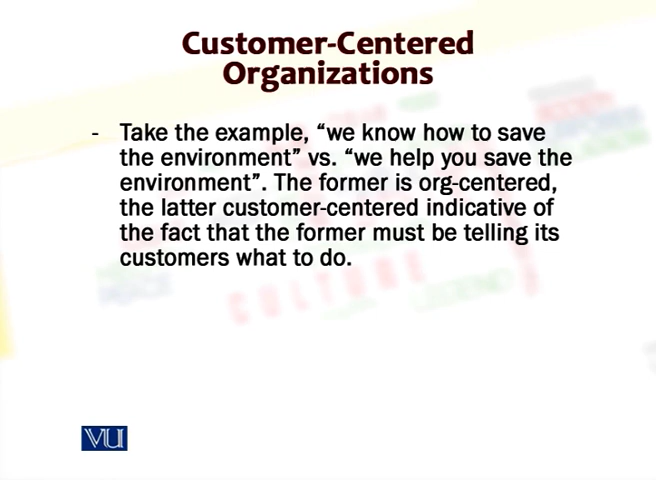 Customer-Centered
Organizations
- Take the example, “we know how to save
the environment” vs. “we help you save the
environment”. The former is org-centered,
the latter customer-centered indicative of
the fact that the former must be telling its
customers what to do.
CULTURE
VU